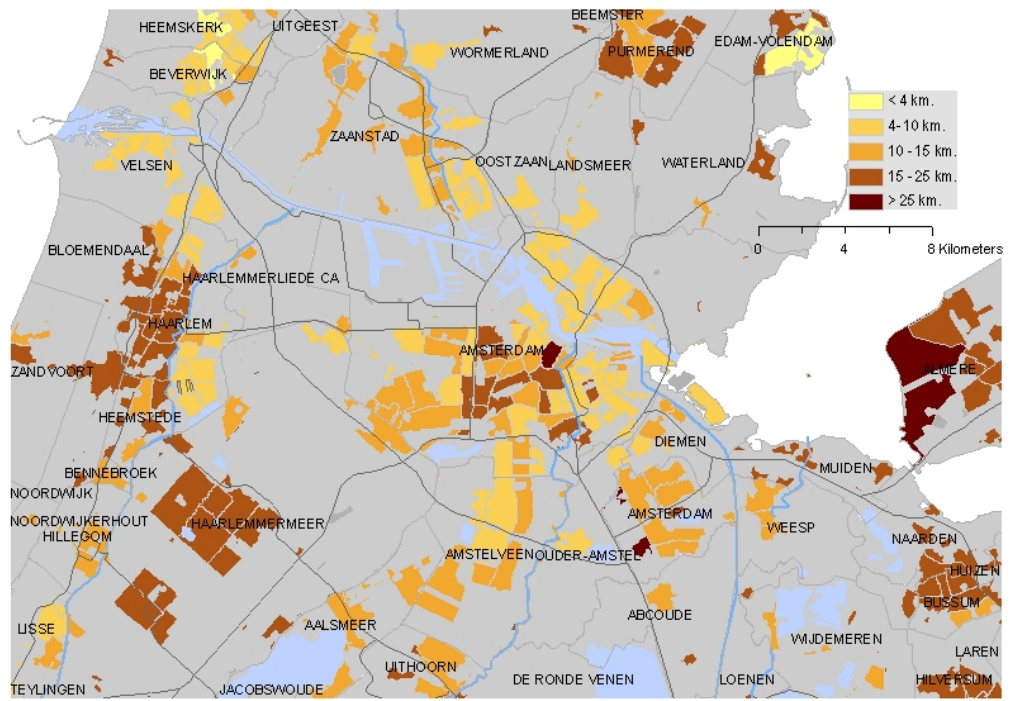 BEEMSTER
HEEMSKERK
UITGEEST
EDAM-VOLENDAM
WORMERLAND
PURMEREND
BEVERWIJK
< 4 km.
4-10 km.
10 - 15 km.
15 - 25 km.
> 25 km.
ZAANSTAD
VELSEN
OOSTZAAN
LANDSMEER
WATERLAND
0 4 8 Kilometers
BLOEMENDAAL
HAARLEMMERLIEDE CA
HAARLEM
AMSTERDAM
ZANDVOORT
ALMERE
HEEMSTEDE
DIEMEN
BENNEBROEK
MUIDEN
NOORDWIJK
AMSTERDAM
NOORDWIJKERHOUT
HAARLEMMERMEER
WEESP
HILLEGOM
NAARDEN
AMSTELVEEN
OUDER-AMSTEL
HUIZEN
BUSSUM
LISSE
AALSMEER
ABCOUDE
WIJDEMEREN
LAREN
UITHOORN
TEYLINGEN
JACOBSWOUDE
DE RONDE VENEN
LOENEN
HILVERSUM